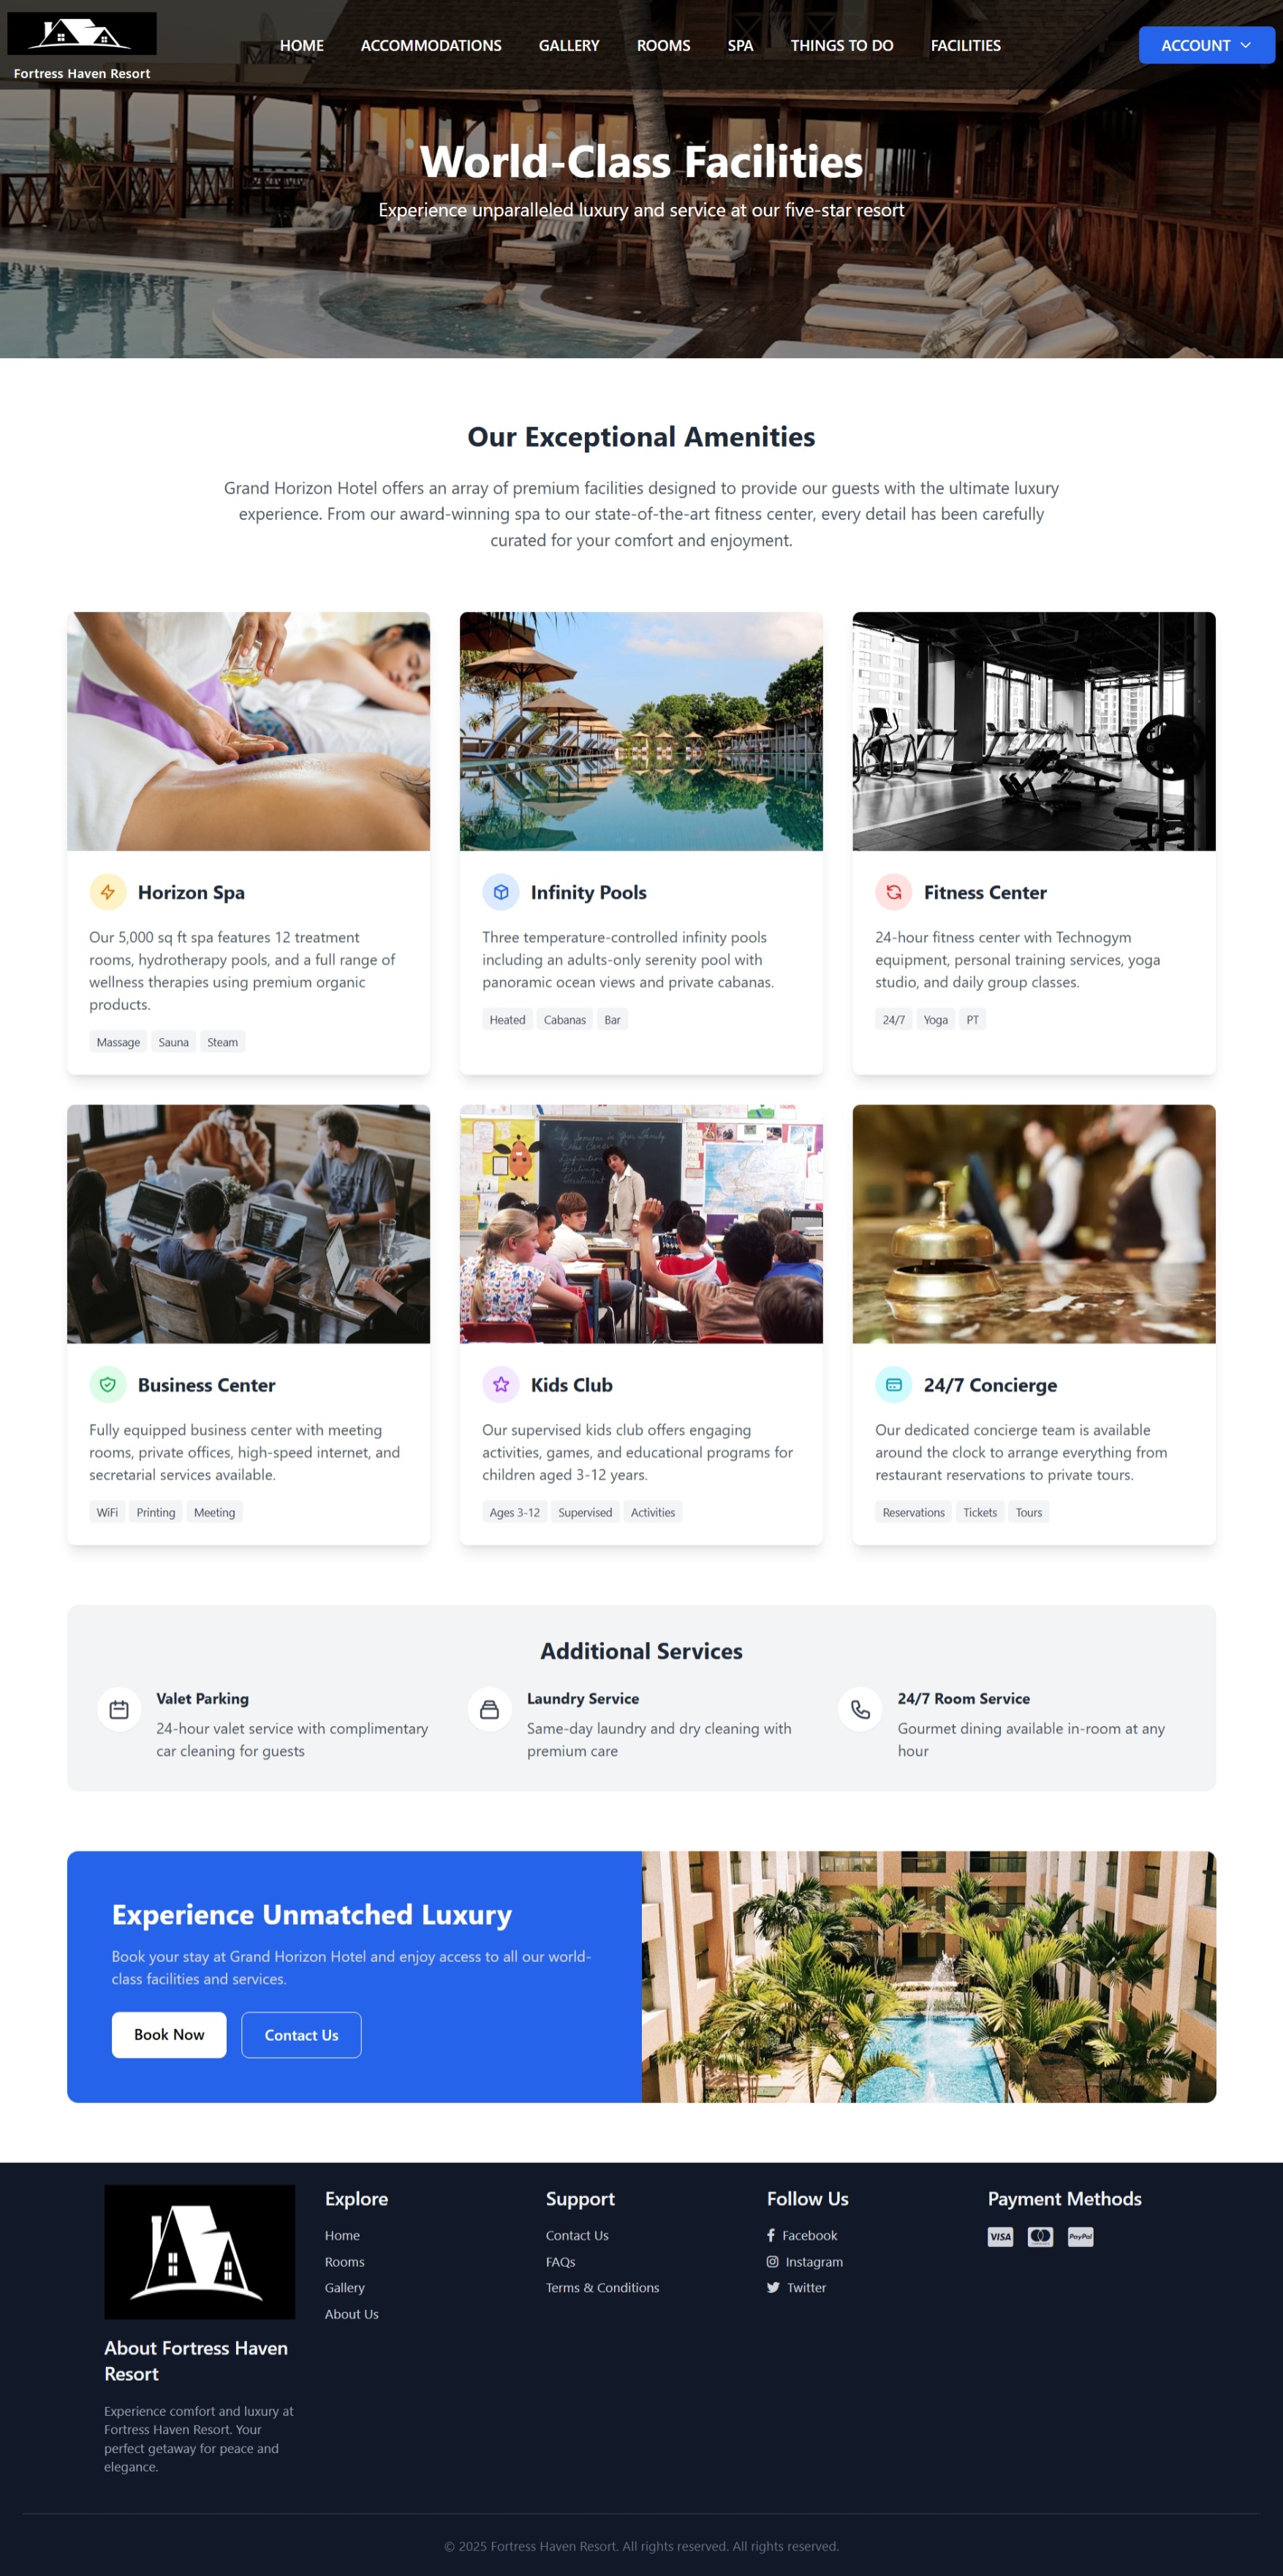 Fortress Haven Resort
HOME ACCOMMODATIONS GALLERY ROOMS SPA THINGS TO DO FACILITIES
ACCOUNT
World-Class Facilities
Experience unparalleled luxury and service at our five-star resort
Our Exceptional Amenities
Grand Horizon Hotel offers an array of premium facilities designed to provide our guests with the ultimate luxury
experience. From our award-winning spa to our state-of-the-art fitness center, every detail has been carefully
curated for your comfort and enjoyment.
Horizon Spa
Our 5,000 sq ft spa features 12 treatment
rooms, hydrotherapy pools, and a full range of
wellness therapies using premium organic
products.
Massage Sauna Steam
Infinity Pools
Three temperature-controlled infinity pools
including an adults-only serenity pool with
panoramic ocean views and private cabanas.
Heated Cabanas Bar
Fitness Center
24-hour fitness center with Technogym
equipment, personal training services, yoga
studio, and daily group classes.
24/7 Yoga PT
Business Center
Fully equipped business center with meeting
rooms, private offices, high-speed internet, and
secretarial services available.
WiFi Printing Meeting
Kids Club
Our supervised kids club offers engaging
activities, games, and educational programs for
children aged 3-12 years.
Ages 3-12 Supervised Activities
24/7 Concierge
Our dedicated concierge team is available
around the clock to arrange everything from
restaurant reservations to private tours.
Reservations Tickets Tours
Additional Services
Valet Parking
24-hour valet service with complimentary
car cleaning for guests
Laundry Service
Same-day laundry and dry cleaning with
premium care
24/7 Room Service
Gourmet dining available in-room at any
hour
Experience Unmatched Luxury
Book your stay at Grand Horizon Hotel and enjoy access to all our world-
class facilities and services.
Book Now
Contact Us
About Fortress Haven
Resort
Experience comfort and luxury at
Fortress Haven Resort. Your
perfect getaway for peace and
elegance.
Explore
Home
Rooms
Gallery
About Us
Support
Contact Us
FAQs
Terms & Conditions
Follow Us
Facebook
Instagram
Twitter
Payment Methods
VISA
PayPal
© 2025 Fortress Haven Resort. All rights reserved. All rights reserved.